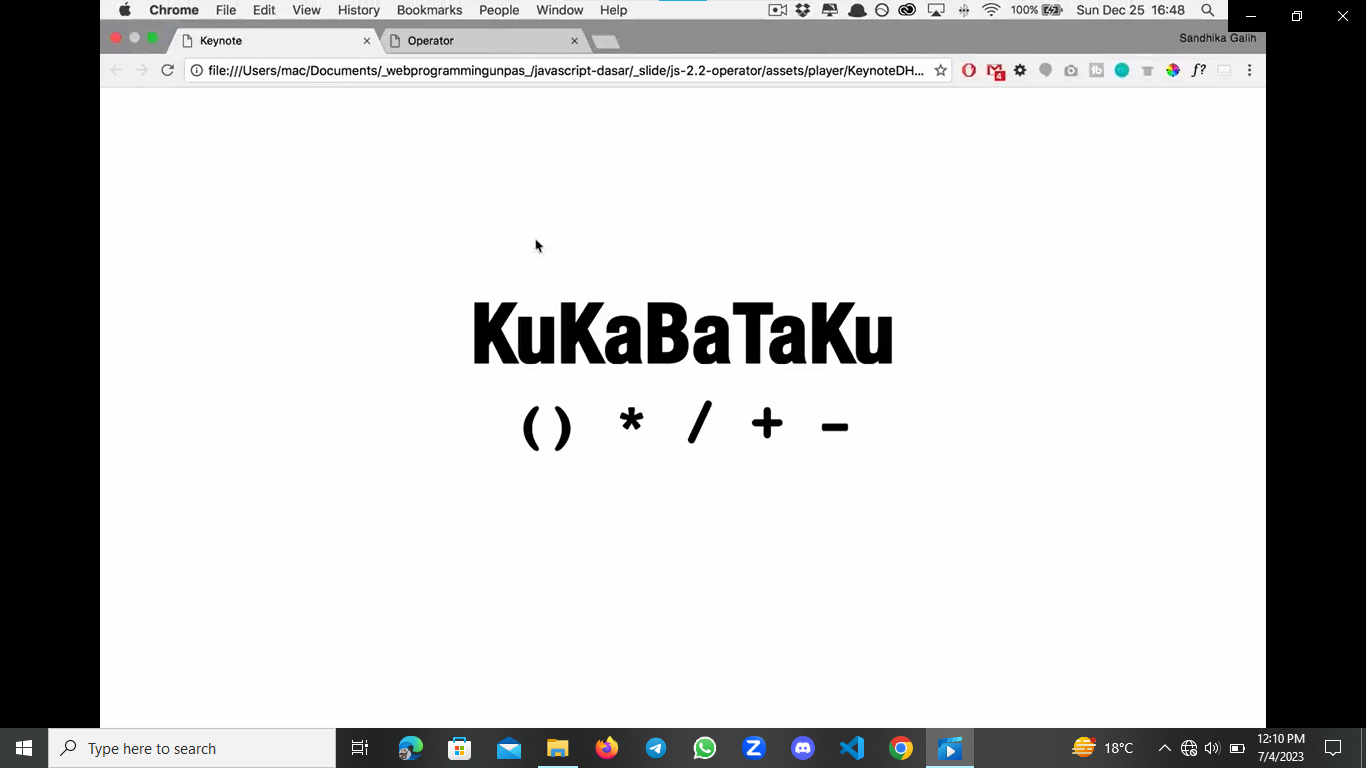 Chrome File Edit View History Bookmarks People Window Help 100% Sun Dec 25 16:48
Keynote Operator Sandhika Galih
file:///Users/mac/Documents/_webprogrammingunpas_/javascript-dasar/_slide/js-2.2-operator/assets/player/KeynoteDH... 4 f?
KuKaBaTaKu
() * / + -
Type here to search 18°C 12:10 PM
7/4/2023